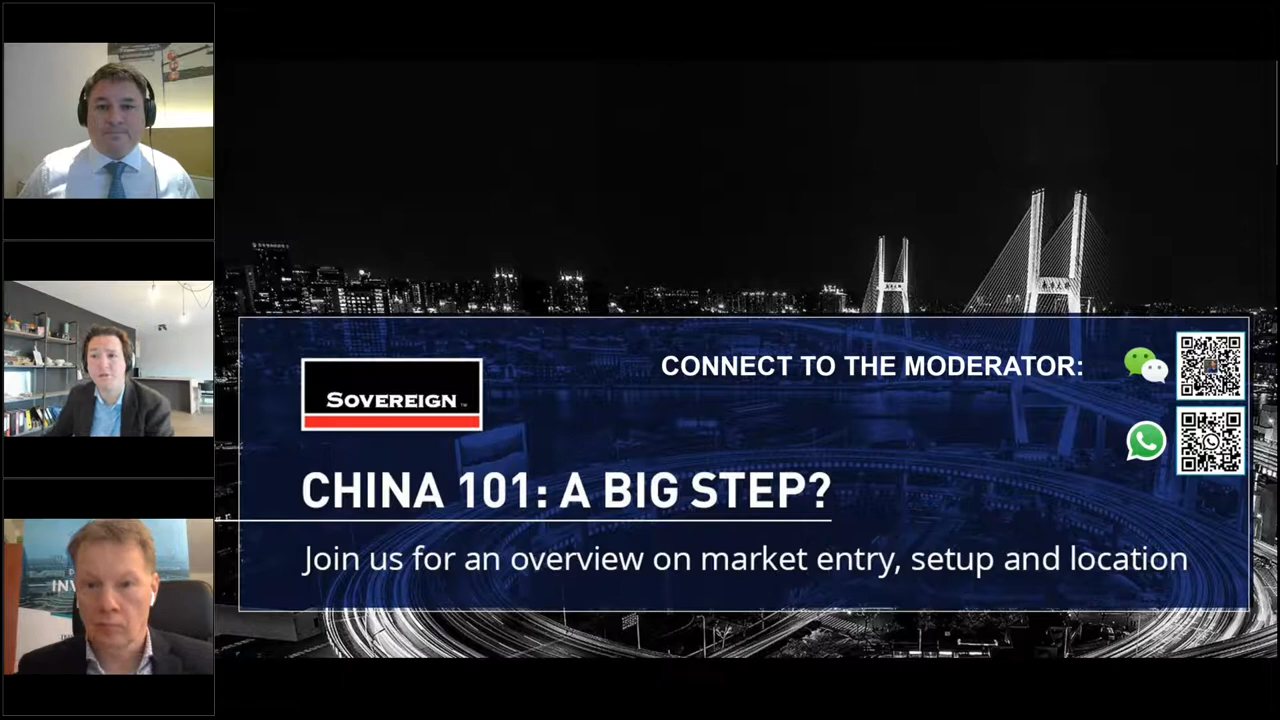 CONNECT TO THE MODERATOR:
SOVEREIGN™
CHINA 101: A BIG STEP?
Join us for an overview on market entry, setup and location